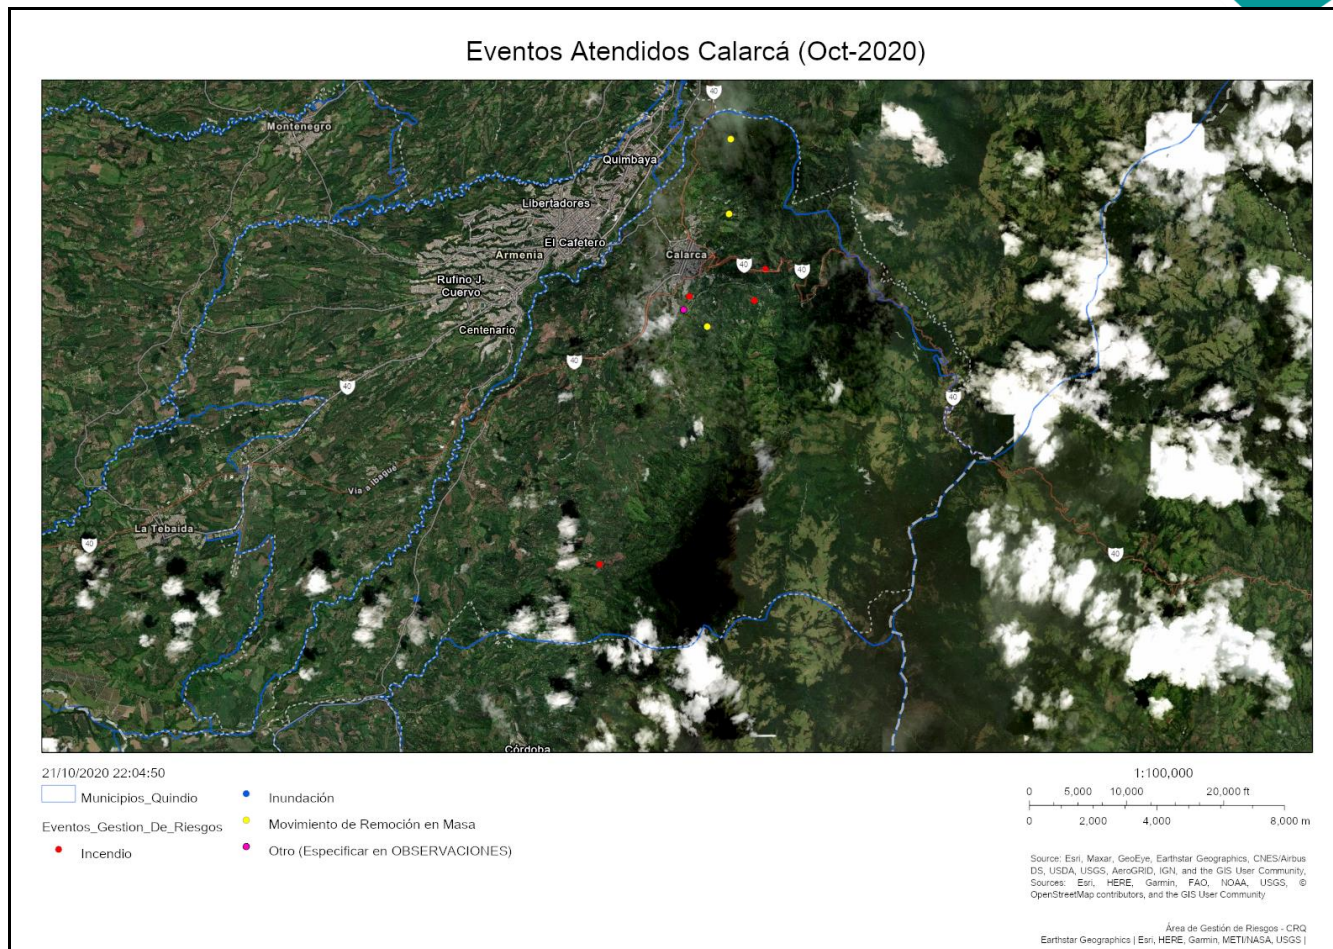 Eventos Atendidos Calarcá (Oct-2020)
40
Montenegro
Quimbaya
Libertadores
El Cafetero
Armenia
Calarca
40
40
Rufino J.
Cuervo
Centenario
40
40
40
Via a Ibagué
La Tebaida
40
40
Córdoba
21/10/2020 22:04:50
Municipios_Quindio
Eventos_Gestion_De_Riesgos
Incendio
Inundación
Movimiento de Remoción en Masa
Otro (Especificar en OBSERVACIONES)
1:100,000
0 5,000 10,000 20,000 ft
0 2,000 4,000 8,000 m
Source: Esri, Maxar, GeoEye, Earthstar Geographics, CNES/Airbus
DS, USDA, USGS, AeroGRID, IGN, and the GIS User Community,
Sources: Esri, HERE, Garmin, FAO, NOAA, USGS, ©
OpenStreetMap contributors, and the GIS User Community
Área de Gestión de Riesgos - CRQ
Earthstar Geographics | Esri, HERE, Garmin, METI/NASA, USGS |